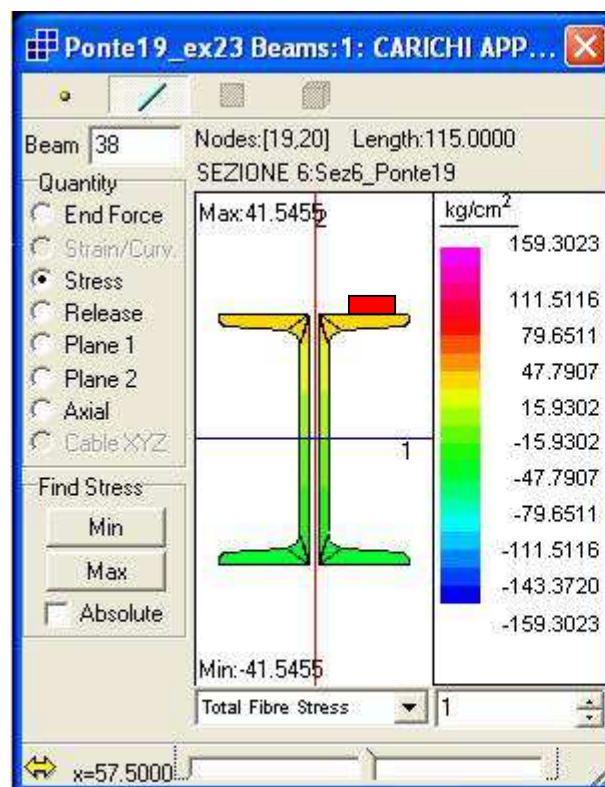 Ponte19_ex23 Beams:1: CARICHI APP...
Beam 38
Nodes:[19,20] Length:115.0000
SEZIONE 6:Sez6_Ponte19
Quantity
End Force
Strain/Curv.
Stress
Release
Plane 1
Plane 2
Axial
Cable XYZ
Find Stress
Min
Max
Absolute
Max:41.5455
2
1
Min:-41.5455
kg/cm2
159.3023
111.5116
79.6511
47.7907
15.9302
-15.9302
-47.7907
-79.6511
-111.5116
-143.3720
-159.3023
Total Fibre Stress
1
x=57.5000